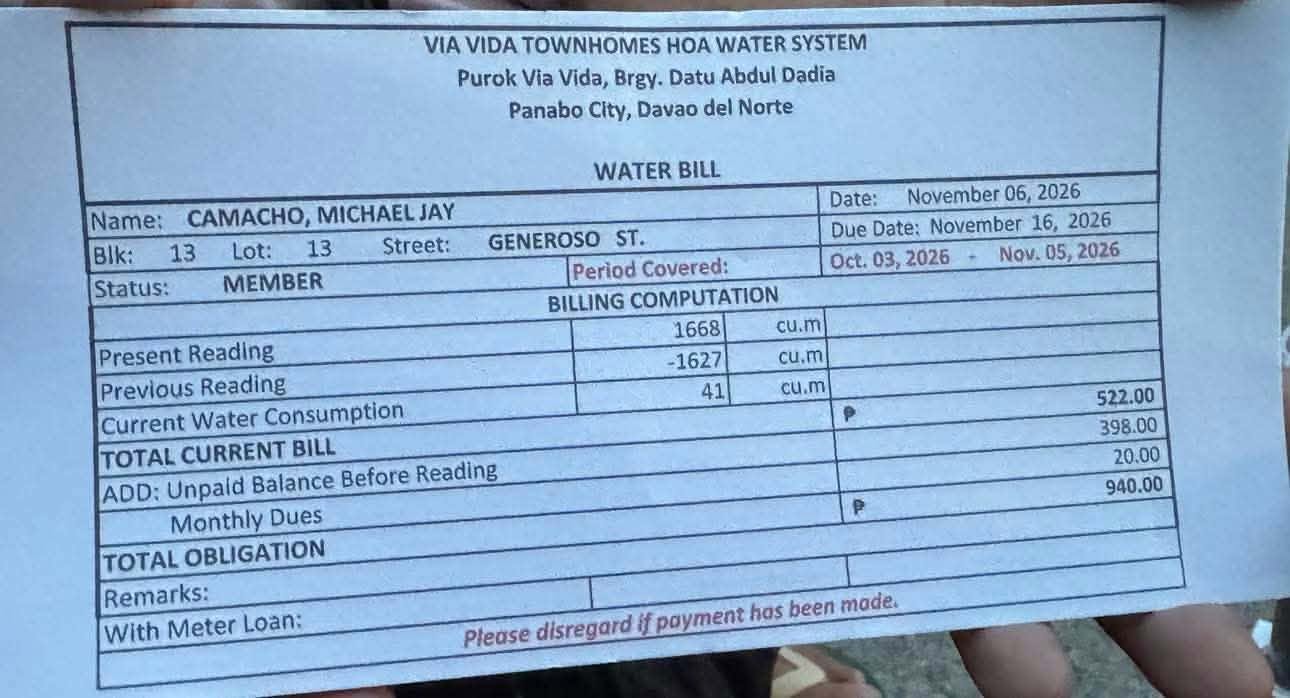 VIA VIDA TOWNHOMES HOA WATER SYSTEM
Purok Via Vida, Brgy. Datu Abdul Dadia
Panabo City, Davao del Norte
WATER BILL
Name: CAMACHO, MICHAEL JAY Date: November 06, 2026
Blk: 13 Lot: 13 Street: GENEROSO ST. Due Date: November 16, 2026
Status: MEMBER Period Covered: Oct. 03, 2026 - Nov. 05, 2026
BILLING COMPUTATION
Present Reading 1668 cu.m
Previous Reading -1627 cu.m
Current Water Consumption 41 cu.m
TOTAL CURRENT BILL ₱ 522.00
ADD: Unpaid Balance Before Reading 398.00
Monthly Dues 20.00
TOTAL OBLIGATION ₱ 940.00
Remarks:
With Meter Loan:
Please disregard if payment has been made.